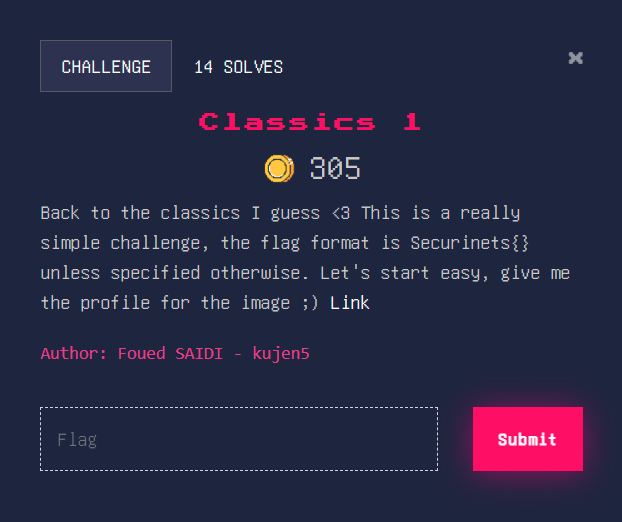 CHALLENGE
14 SOLVES
Classics 1
305
Back to the classics I guess <3 This is a really
simple challenge, the flag format is Securinets{}
unless specified otherwise. Let's start easy, give me
the profile for the image ;) Link
Author: Foued SAIDI - kujen5
Flag
Submit